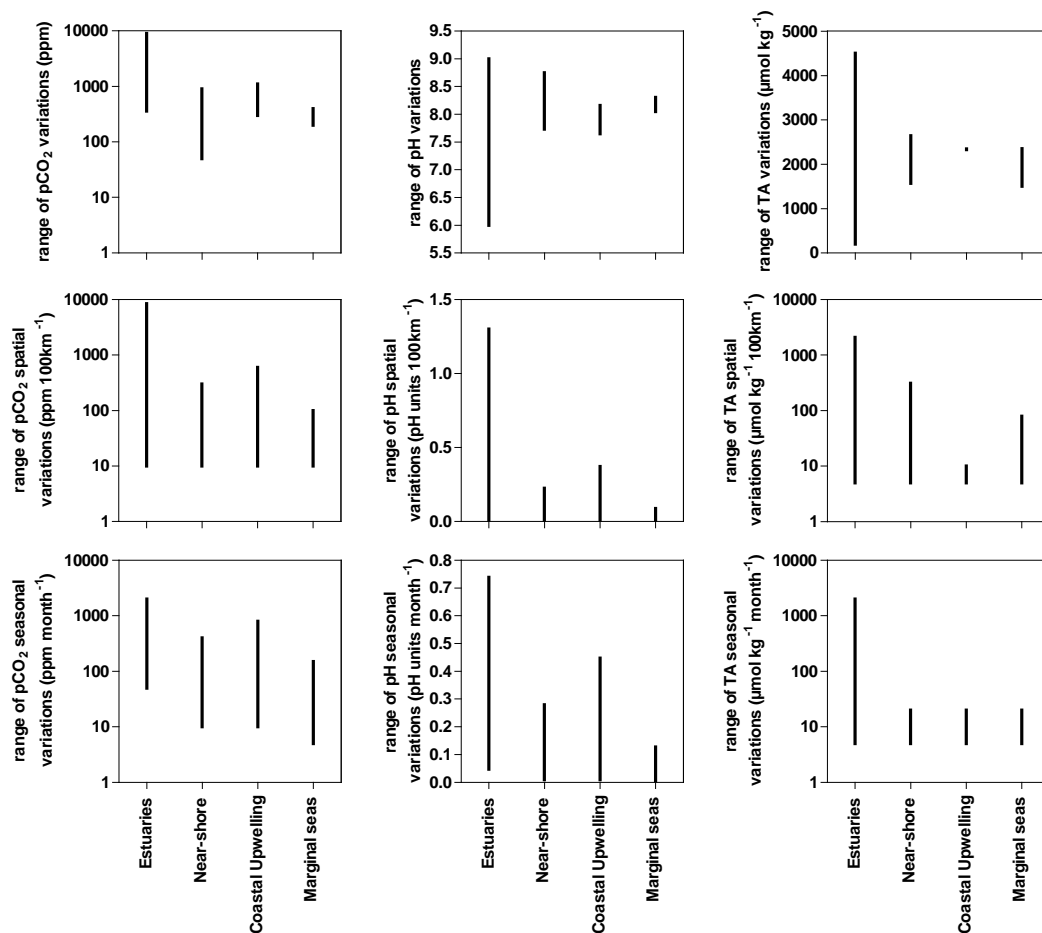 range of pCO₂ variations (ppm)
10000
1000
100
10
1
range of pH variations
9.5
9.0
8.5
8.0
7.5
7.0
6.5
6.0
5.5
range of TA variations (µmol kg⁻¹)
5000
4000
3000
2000
1000
0
range of pCO₂ spatial
variations (ppm 100km⁻¹)
10000
1000
100
10
1
range of pH spatial
variations (pH units 100km⁻¹)
1.5
1.0
0.5
0.0
range of TA spatial
variations (µmol kg⁻¹ 100km⁻¹)
10000
1000
100
10
1
range of pCO₂ seasonal
variations (ppm month⁻¹)
10000
1000
100
10
1
range of pH seasonal
variations (pH units month⁻¹)
0.8
0.7
0.6
0.5
0.4
0.3
0.2
0.1
0.0
range of TA seasonal
variations (µmol kg⁻¹ month⁻¹)
10000
1000
100
10
1
Estuaries
Near-shore
Coastal Upwelling
Marginal seas
Estuaries
Near-shore
Coastal Upwelling
Marginal seas
Estuaries
Near-shore
Coastal Upwelling
Marginal seas